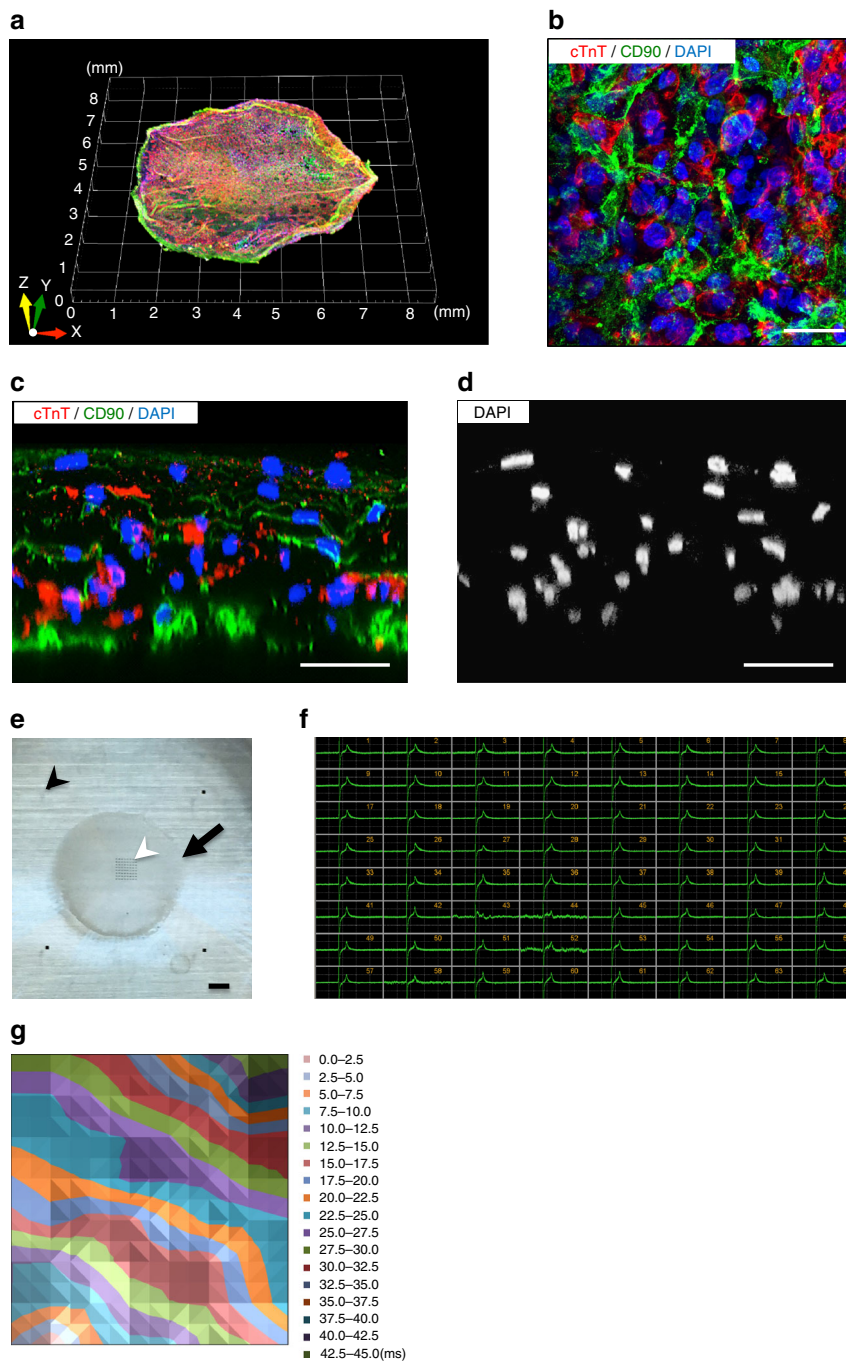 a
(mm)
8
7
6
5
4
3
2
1
0
Z
Y
X
0 1 2 3 4 5 6 7 8 (mm)
b
cTnT / CD90 / DAPI
c
cTnT / CD90 / DAPI
d
DAPI
e
f
1 2 3 4 5 6 7
9 10 11 12 13 14 15
17 18 19 20 21 22 23
25 26 27 28 29 30 31
33 34 35 36 37 38 39
41 42 43 44 45 46 47
49 50 51 52 53 54 55
57 58 59 60 61 62 63
g
0.0–2.5
2.5–5.0
5.0–7.5
7.5–10.0
10.0–12.5
12.5–15.0
15.0–17.5
17.5–20.0
20.0–22.5
22.5–25.0
25.0–27.5
27.5–30.0
30.0–32.5
32.5–35.0
35.0–37.5
37.5–40.0
40.0–42.5
42.5–45.0(ms)